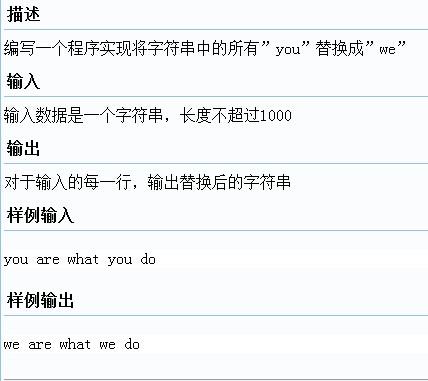 描述
编写一个程序实现将字符串中的所有”you”替换成”we”
输入
输入数据是一个字符串，长度不超过1000
输出
对于输入的每一行，输出替换后的字符串
样例输入
you are what you do
样例输出
we are what we do